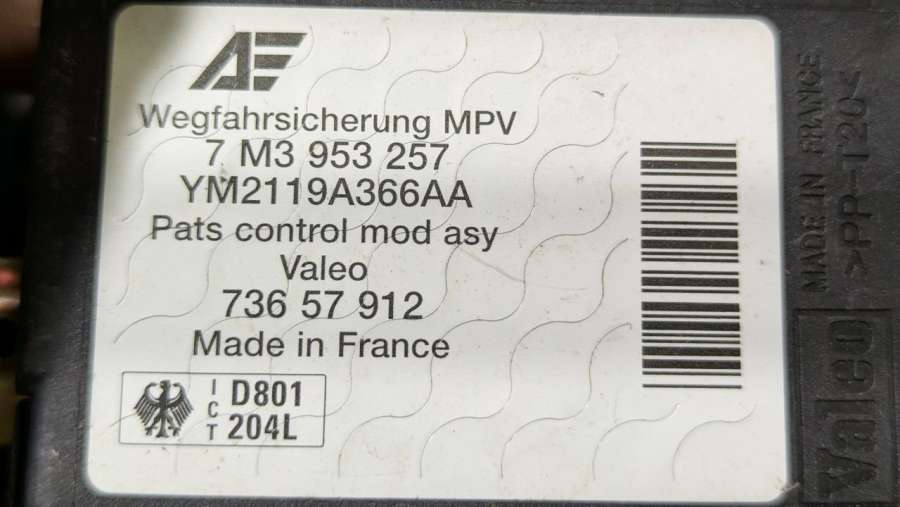 AE
Wegfahrsicherung MPV
7 M3 953 257
YM2119A366AA
Pats control mod asy
Valeo
736 57 912
Made in France
I C T
D801
204L
MADE IN FRANCE
>PP-T20<
Valeo